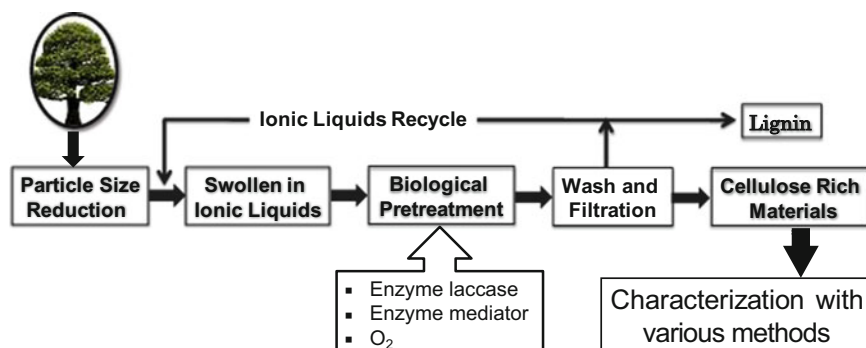 Ionic Liquids Recycle
Lignin
Particle Size
Reduction
Swollen in
Ionic Liquids
Biological
Pretreatment
Wash and
Filtration
Cellulose Rich
Materials
▪ Enzyme laccase
▪ Enzyme mediator
▪ O₂
Characterization with
various methods